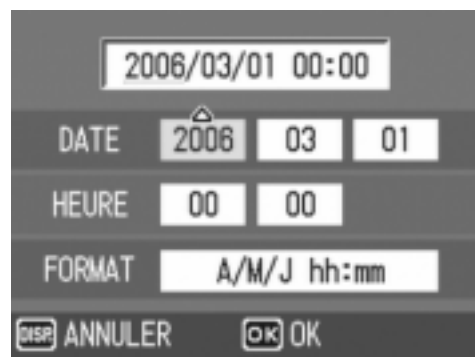 2006/03/01 00:00
DATE 2006 03 01
HEURE 00 00
FORMAT A/M/J hh:mm
DISP. ANNULER OK OK